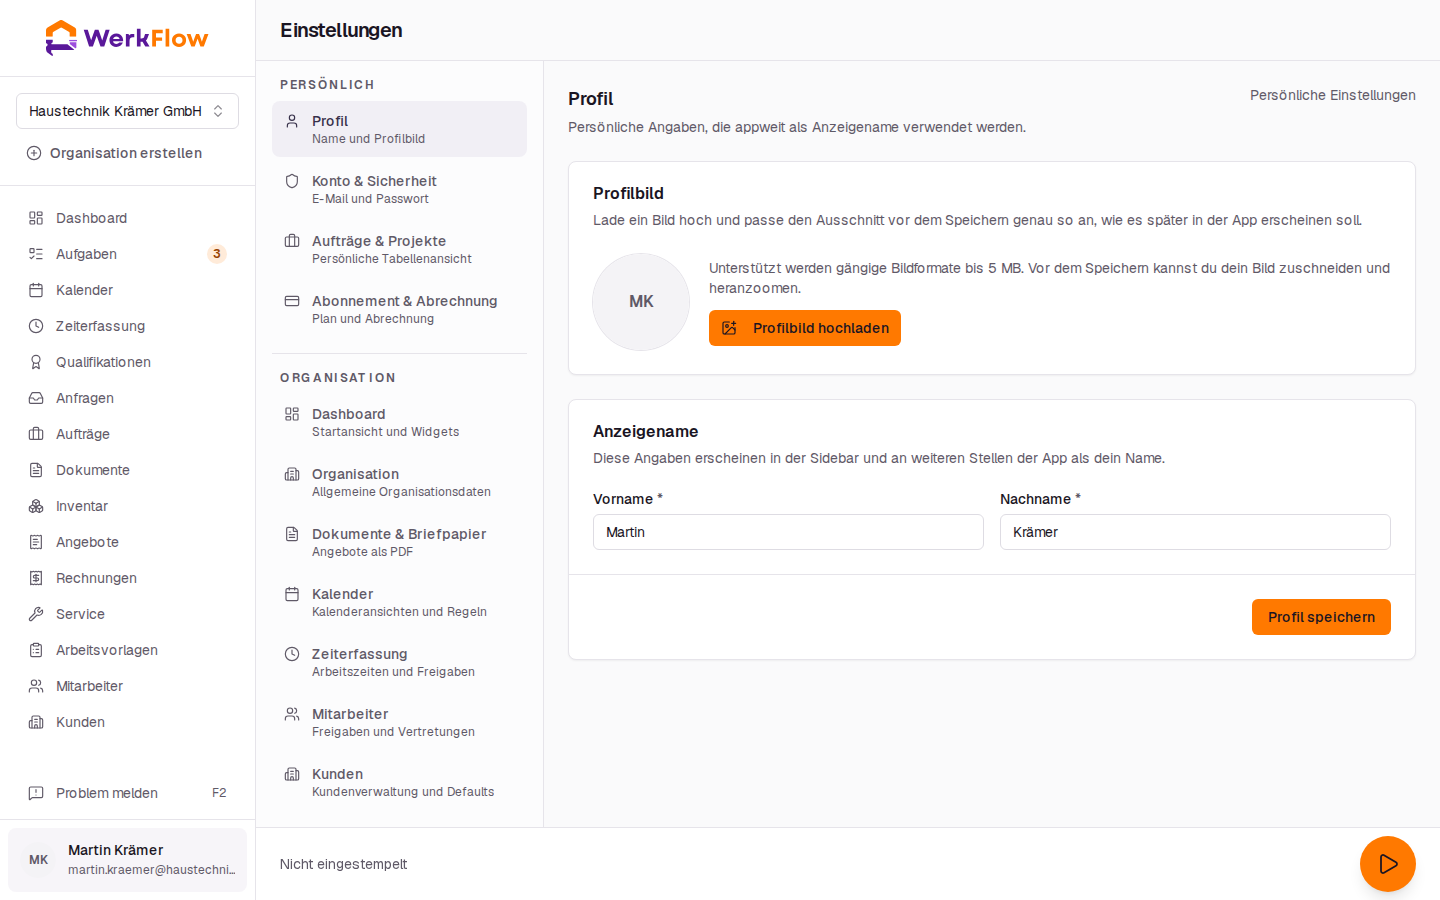 WerkFlow
Haustechnik Krämer GmbH
Organisation erstellen
Dashboard
Aufgaben
3
Kalender
Zeiterfassung
Qualifikationen
Anfragen
Aufträge
Dokumente
Inventar
Angebote
Rechnungen
Service
Arbeitsvorlagen
Mitarbeiter
Kunden
Problem melden
F2
MK
Martin Krämer
martin.kraemer@haustechni...
Einstellungen
PERSÖNLICH
Profil
Name und Profilbild
Konto & Sicherheit
E-Mail und Passwort
Aufträge & Projekte
Persönliche Tabellenansicht
Abonnement & Abrechnung
Plan und Abrechnung
ORGANISATION
Dashboard
Startansicht und Widgets
Organisation
Allgemeine Organisationsdaten
Dokumente & Briefpapier
Angebote als PDF
Kalender
Kalenderansichten und Regeln
Zeiterfassung
Arbeitszeiten und Freigaben
Mitarbeiter
Freigaben und Vertretungen
Kunden
Kundenverwaltung und Defaults
Profil
Persönliche Einstellungen
Persönliche Angaben, die appweit als Anzeigename verwendet werden.
Profilbild
Lade ein Bild hoch und passe den Ausschnitt vor dem Speichern genau so an, wie es später in der App erscheinen soll.
MK
Unterstützt werden gängige Bildformate bis 5 MB. Vor dem Speichern kannst du dein Bild zuschneiden und
heranzoomen.
Profilbild hochladen
Anzeigename
Diese Angaben erscheinen in der Sidebar und an weiteren Stellen der App als dein Name.
Vorname *
Nachname *
Martin
Krämer
Profil speichern
Nicht eingestempelt